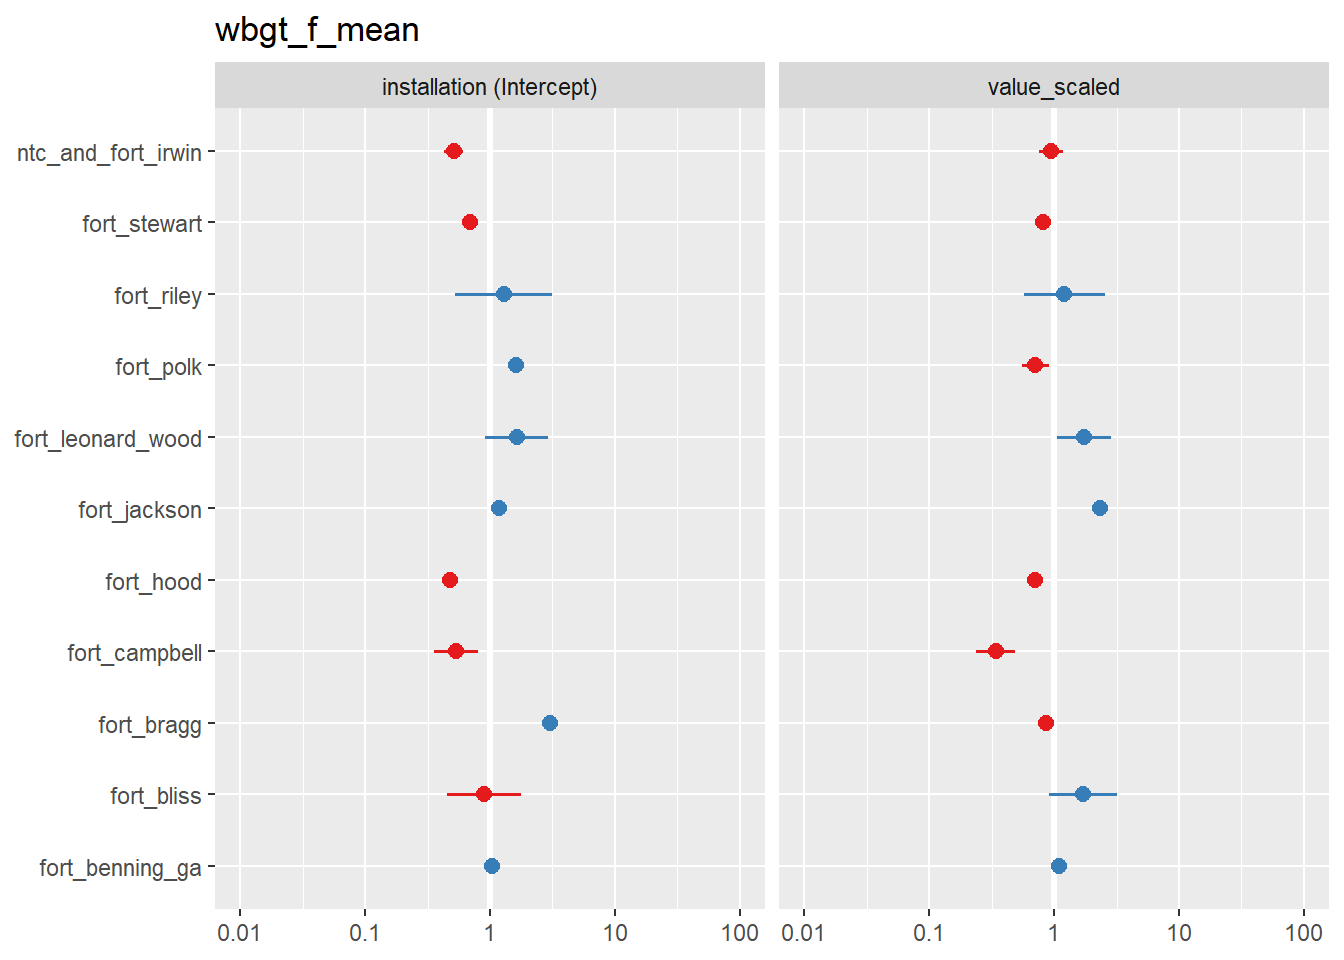 wbgt_f_mean
installation (Intercept)
value_scaled
ntc_and_fort_irwin
fort_stewart
fort_riley
fort_polk
fort_leonard_wood
fort_jackson
fort_hood
fort_campbell
fort_bragg
fort_bliss
fort_benning_ga
0.01 0.1 1 10 100
0.01 0.1 1 10 100